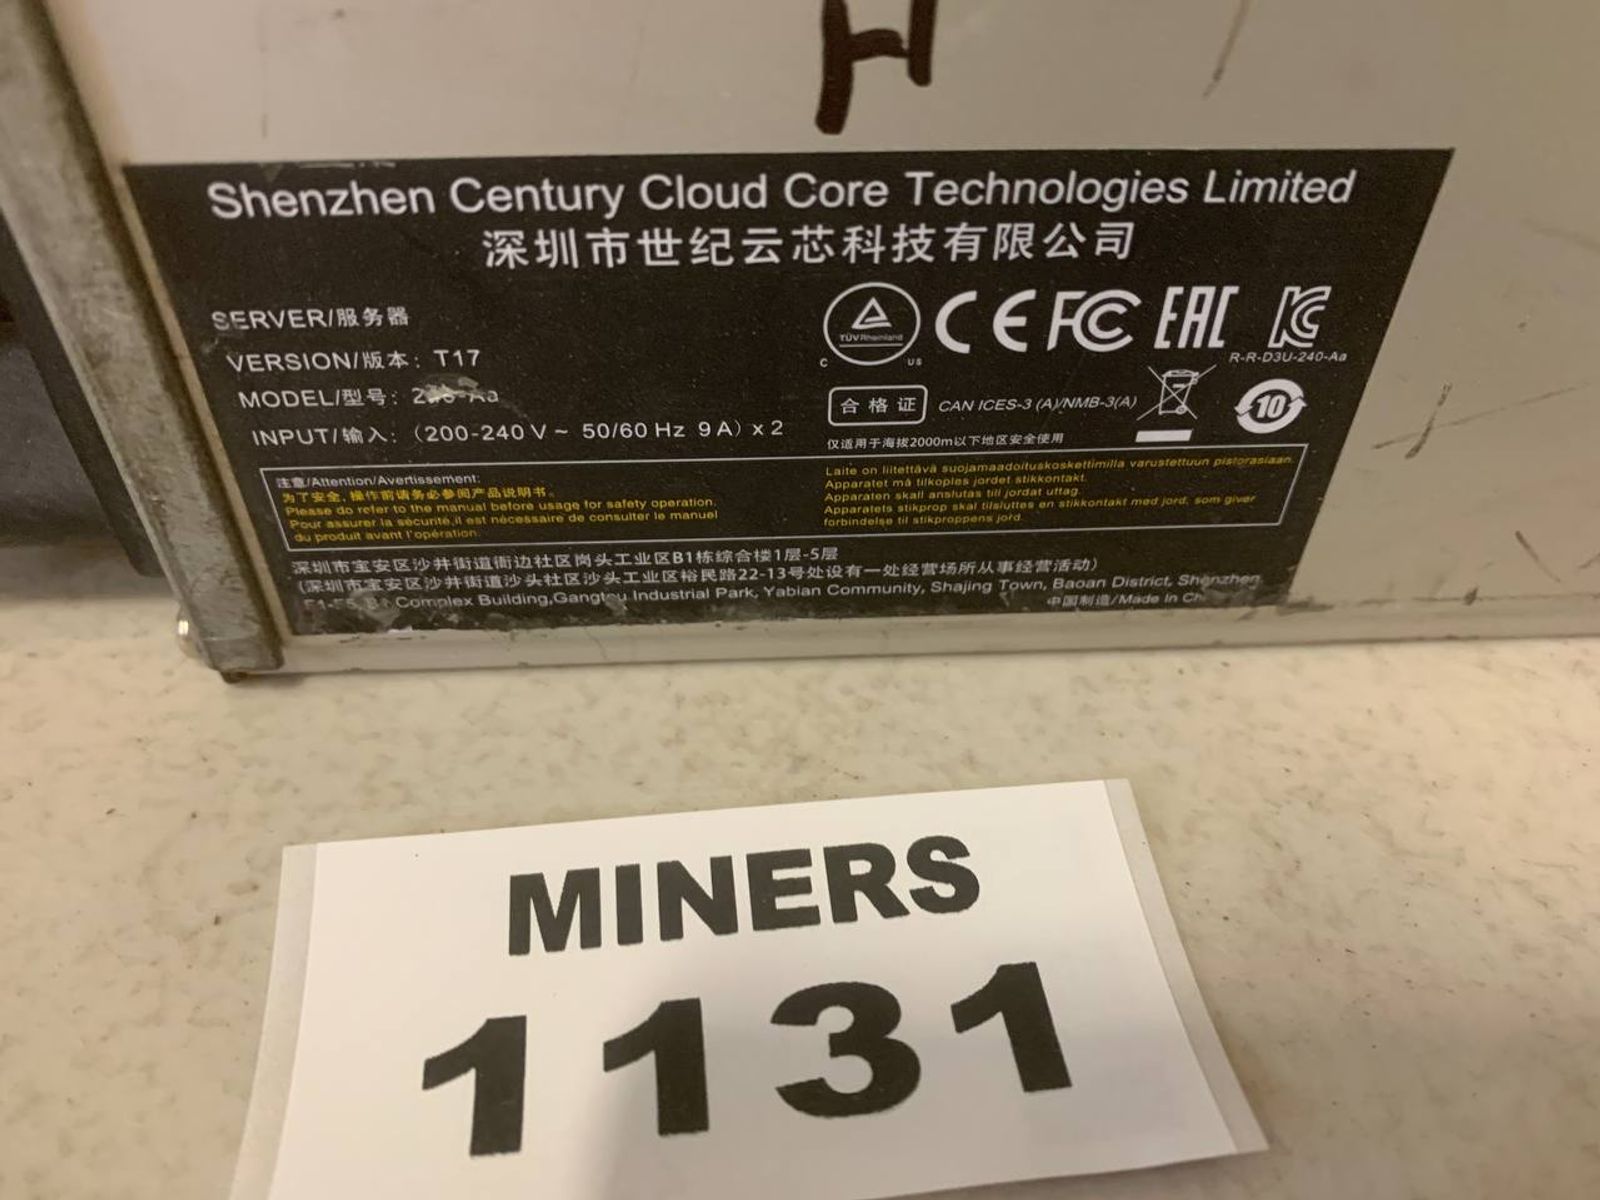 H
Shenzhen Century Cloud Core Technologies Limited
深圳市世纪云芯科技有限公司
SERVER/服务器
VERSION/版本: T17
MODEL/型号:
INPUT/输入: (200-240 V ~ 50/60 Hz 9 A) x 2
TÜVRheinland
C US
CE FC EAC KC
R-R-D3U-240-Aa
合格证
CAN ICES-3 (A)/NMB-3(A)
10
仅适用于海拔2000m以下地区安全使用
注意/Attention/Avertissement:
为了安全, 操作前请务必参阅产品说明书。
Please do refer to the manual before usage for safety operation.
Pour assurer la sécurité,il est nécessaire de consulter le manuel
du produit avant l'opération.
Laite on liitettävä suojamaadoituskoskettimilla varustettuun pistorasiaan.
Apparatet må tilkoples jordet stikkontakt.
Apparaten skall anslutas till jordat uttag.
Apparatets stikprop skal tilsluttes en stikkontakt med jord, som giver
forbindelse til stikproppens jord.
深圳市宝安区沙井街道衙边社区岗头工业区B1栋综合楼1层-5层
(深圳市宝安区沙井街道沙头社区沙头工业区裕民路22-13号处设有一处经营场所从事经营活动)
Complex Building, Industrial Park, Yabian Community, Shajing Town, Baoan District, Shenzhen
中国制造/Made In
MINERS
1131